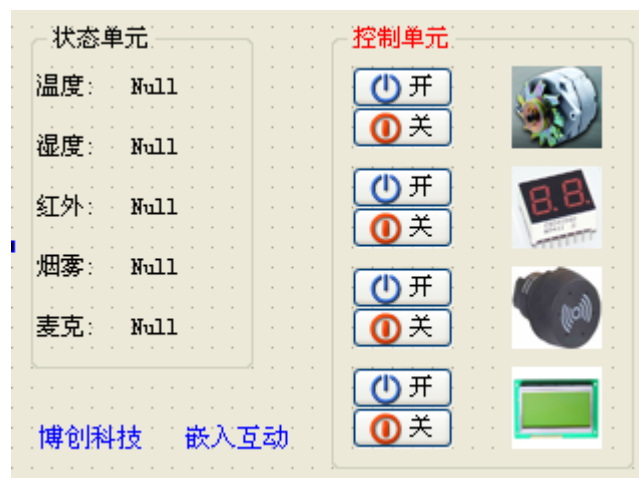 状态单元
温度: Null
湿度: Null
红外: Null
烟雾: Null
麦克: Null
博创科技 嵌入互动
控制单元
开
关
开
关
8.8.
开
关
开
关